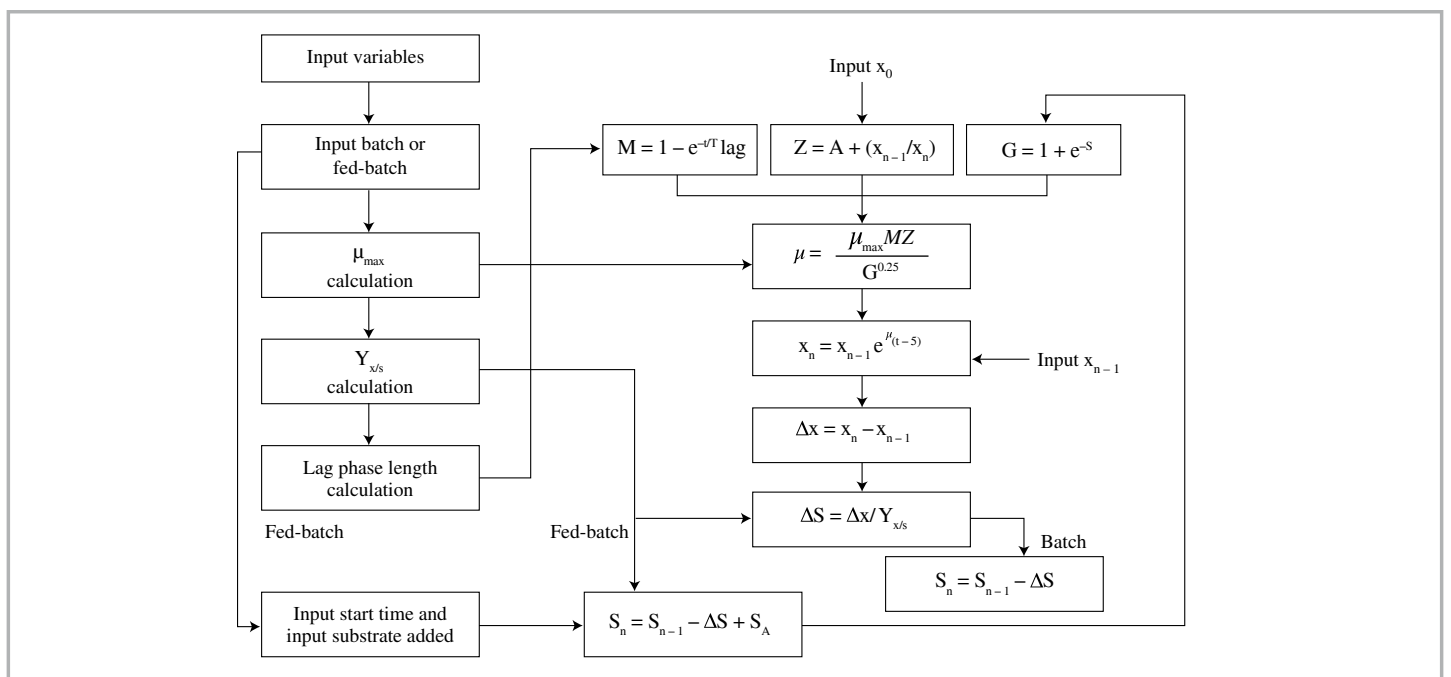 Input variables
Input batch or
fed-batch
μmax
calculation
Yx/s
calculation
Lag phase length
calculation
Fed-batch
Input start time and
input substrate added
Fed-batch
Sn = Sn−1 − ΔS + SA
Input x0
M = 1 − e^−t/T lag
Z = A + (xn−1/xn)
G = 1 + e^−S
μ = μmax MZ / G^0.25
xn = xn−1 e^μ(t−5)
Input xn−1
Δx = xn − xn−1
ΔS = Δx/Yx/s
Batch
Sn = Sn−1 − ΔS